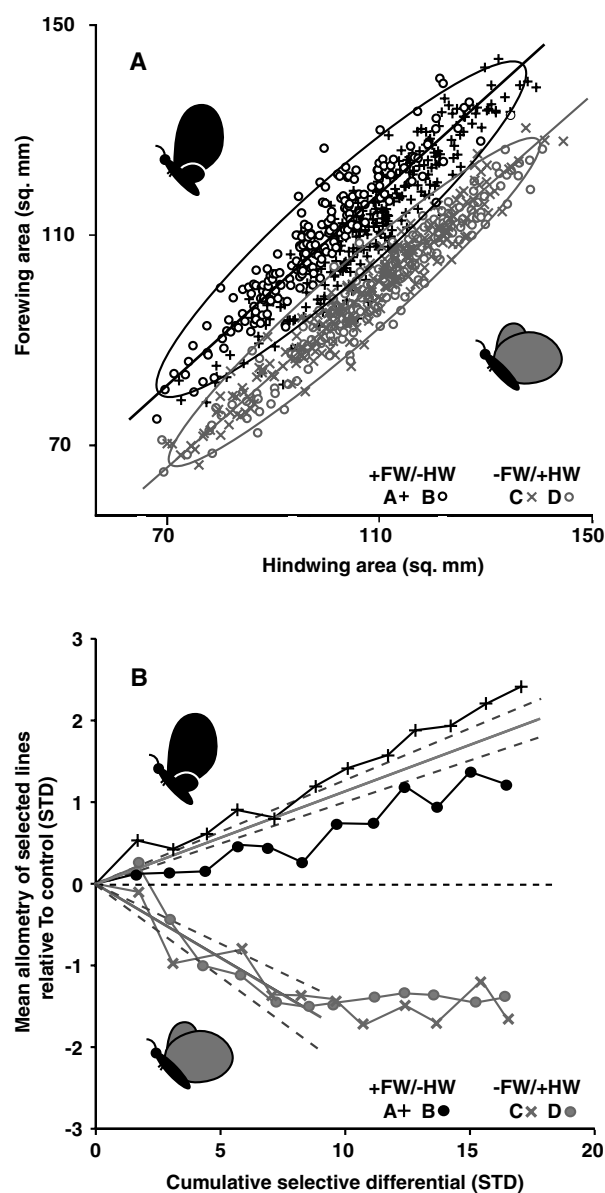 150
A
110
70
Forewing area (sq. mm)
+FW/-HW -FW/+HW
A+ B○ C× D○
70 110 150
Hindwing area (sq. mm)
3
B
2
1
0
-1
-2
-3
Mean allometry of selected lines
relative To control (STD)
+FW/-HW -FW/+HW
A+ B● C× D●
0 5 10 15 20
Cumulative selective differential (STD)